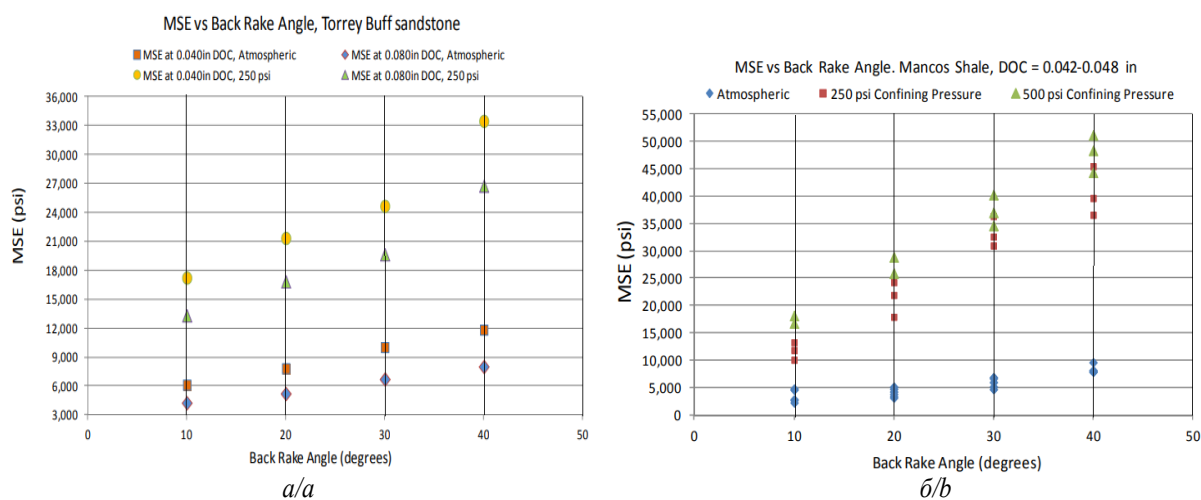 MSE vs Back Rake Angle, Torrey Buff sandstone
MSE at 0.040in DOC, Atmospheric
MSE at 0.080in DOC, Atmospheric
MSE at 0.040in DOC, 250 psi
MSE at 0.080in DOC, 250 psi
36,000
33,000
30,000
27,000
24,000
21,000
18,000
15,000
12,000
9,000
6,000
3,000
MSE (psi)
0 10 20 30 40 50
Back Rake Angle (degrees)
а/a
MSE vs Back Rake Angle. Mancos Shale, DOC = 0.042-0.048 in
Atmospheric
250 psi Confining Pressure
500 psi Confining Pressure
55,000
50,000
45,000
40,000
35,000
30,000
25,000
20,000
15,000
10,000
5,000
0
MSE (psi)
0 10 20 30 40 50
Back Rake Angle (degrees)
б/b